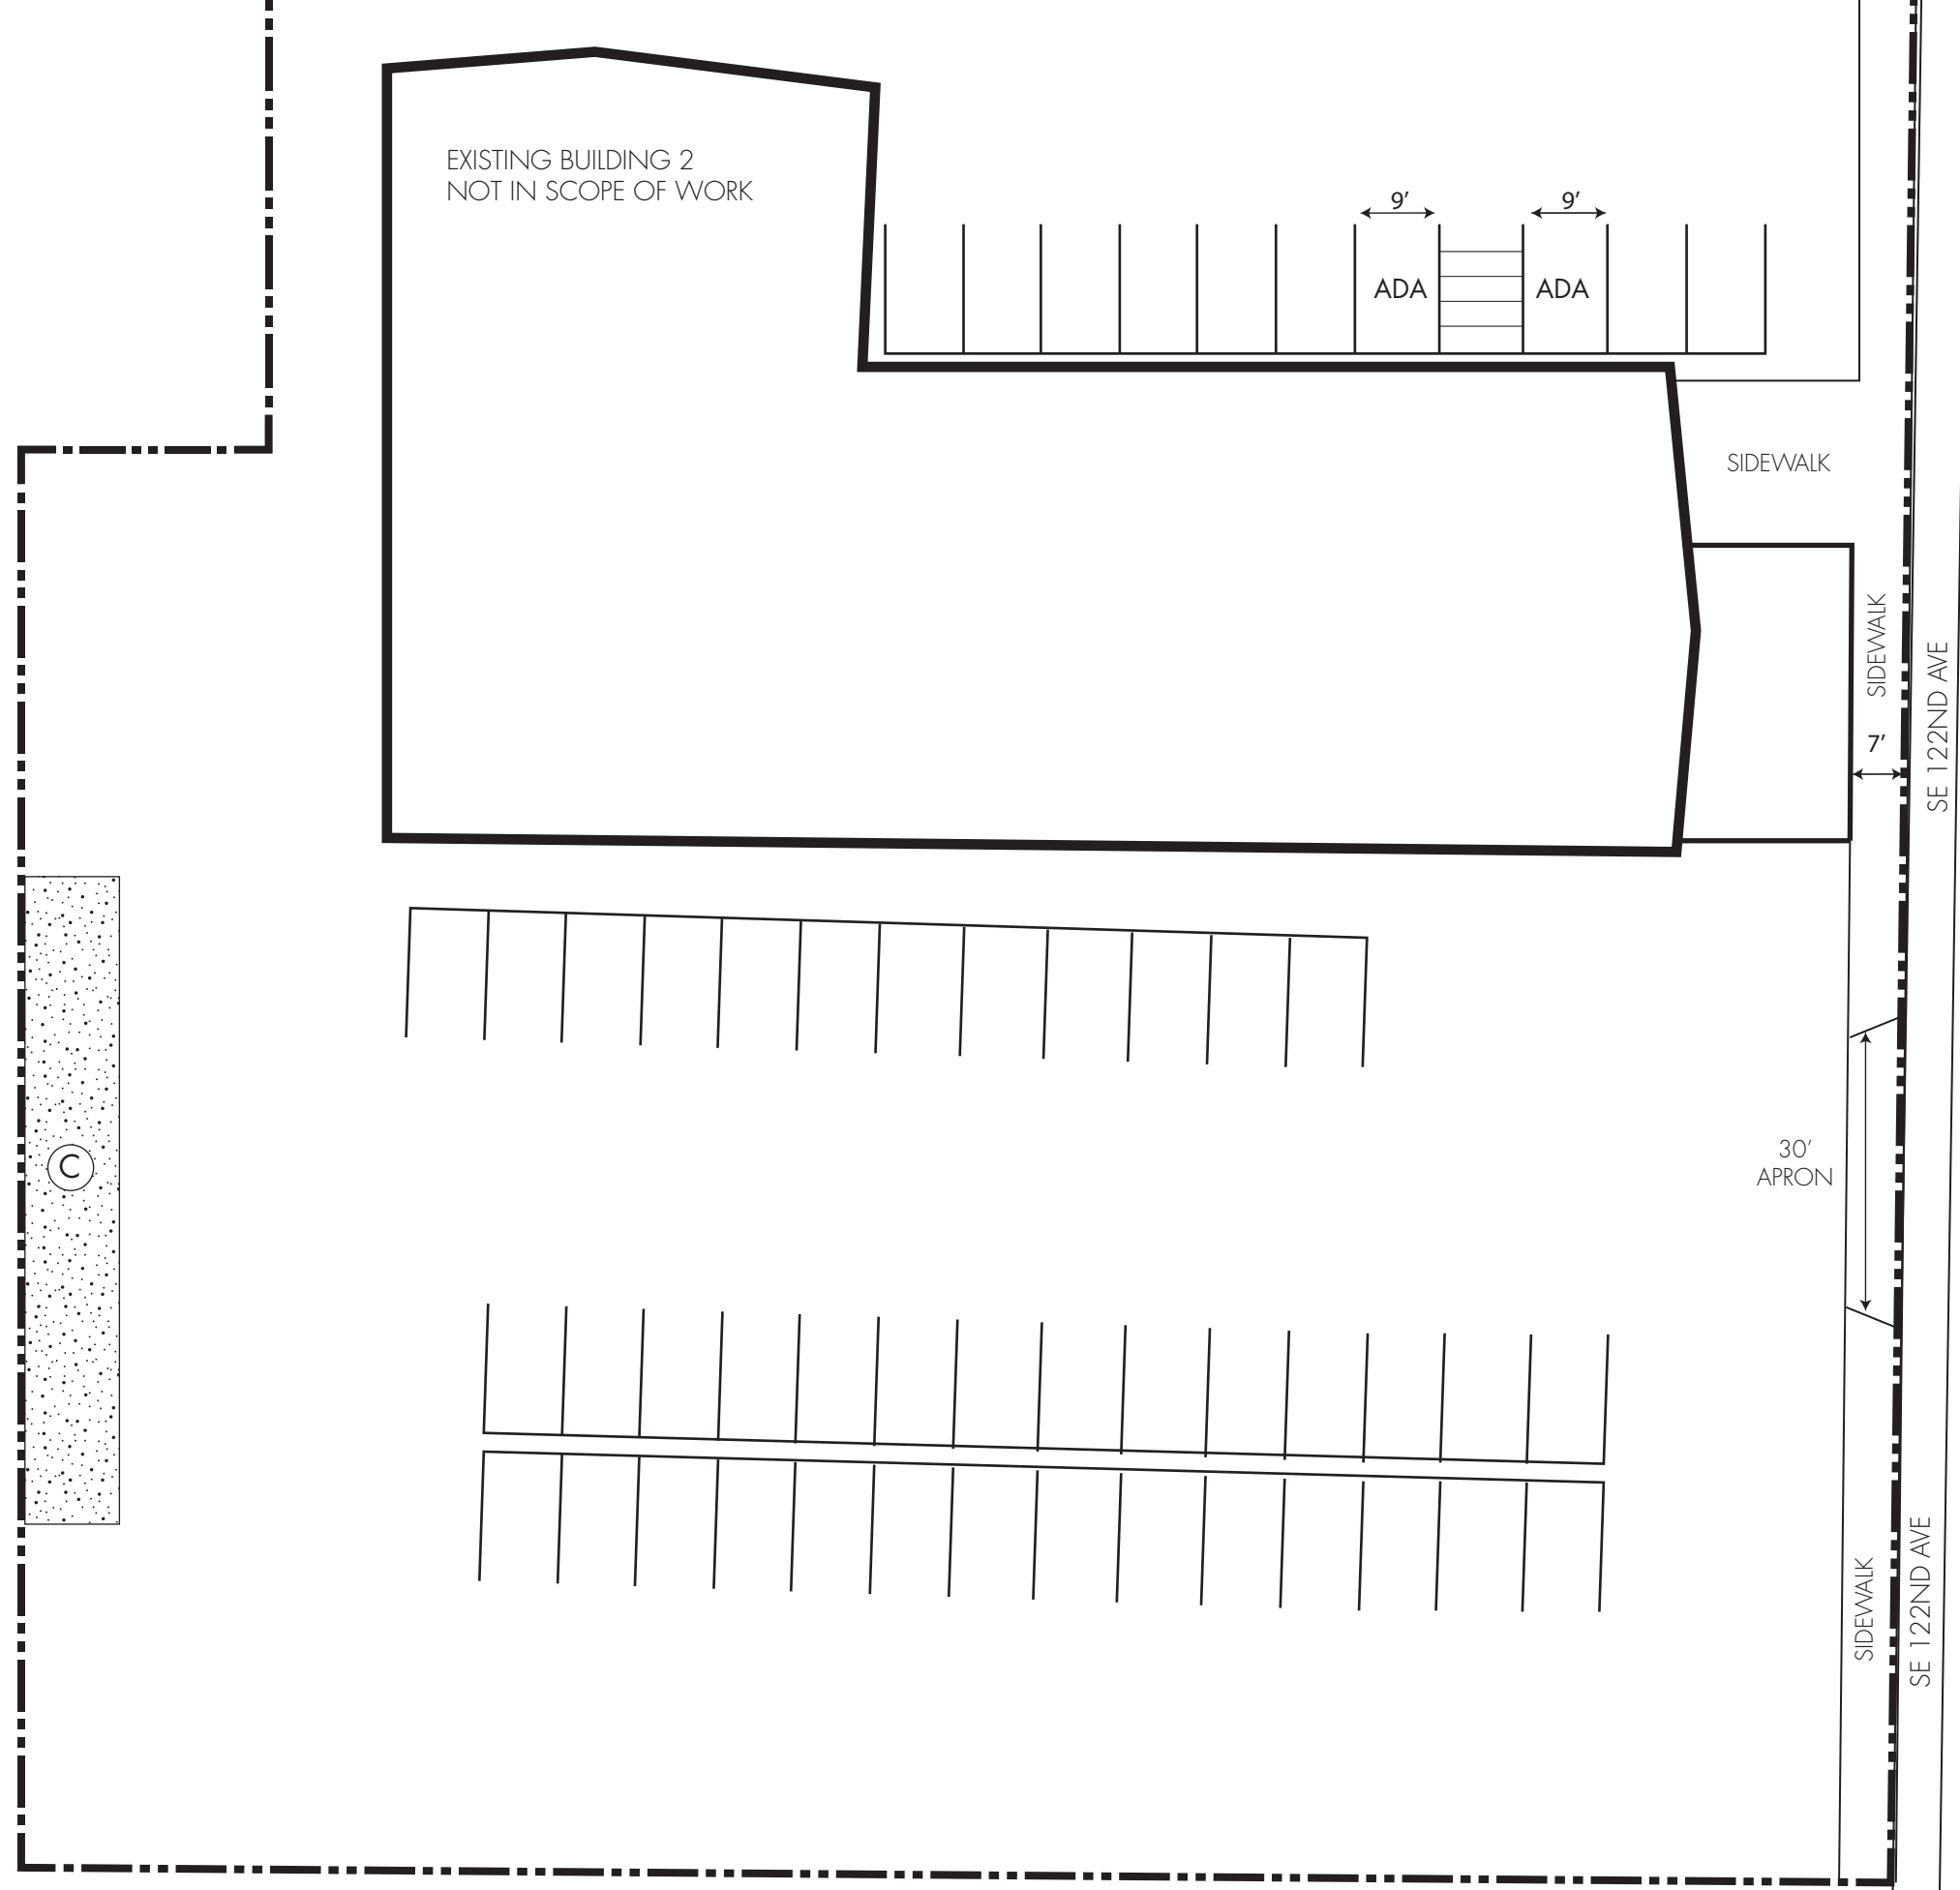 EXISTING BUILDING 2
NOT IN SCOPE OF WORK
9’
9’
ADA
ADA
SIDEWALK
SIDEWALK
SE 122ND AVE
7’
C
30’
APRON
SIDEWALK
SE 122ND AVE